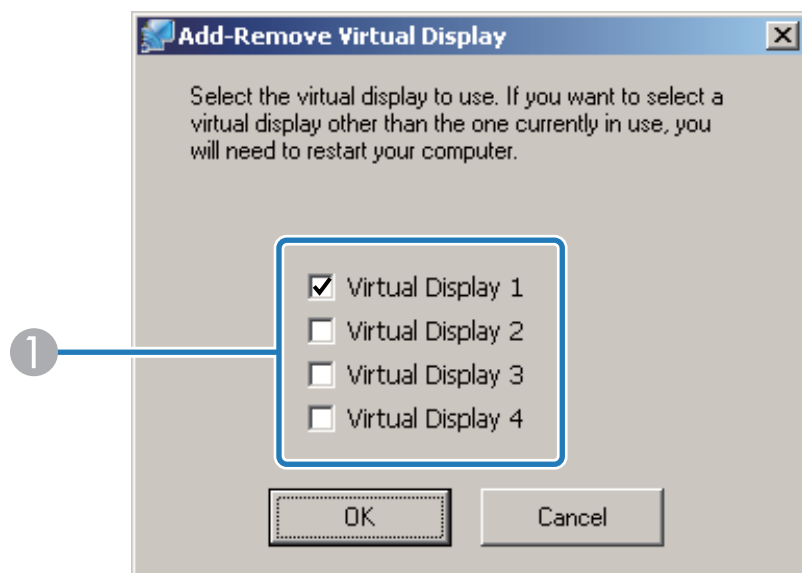 Add-Remove Virtual Display
Select the virtual display to use. If you want to select a
virtual display other than the one currently in use, you
will need to restart your computer.
Virtual Display 1
1
Virtual Display 2
Virtual Display 3
Virtual Display 4
OK
Cancel